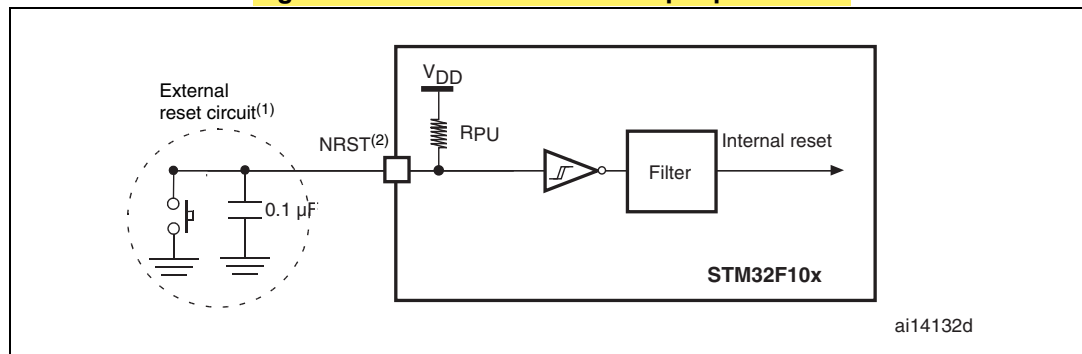 External
reset circuit(1)
VDD
NRST(2)
RPU
Filter
Internal reset
0.1 µF
STM32F10x
ai14132d